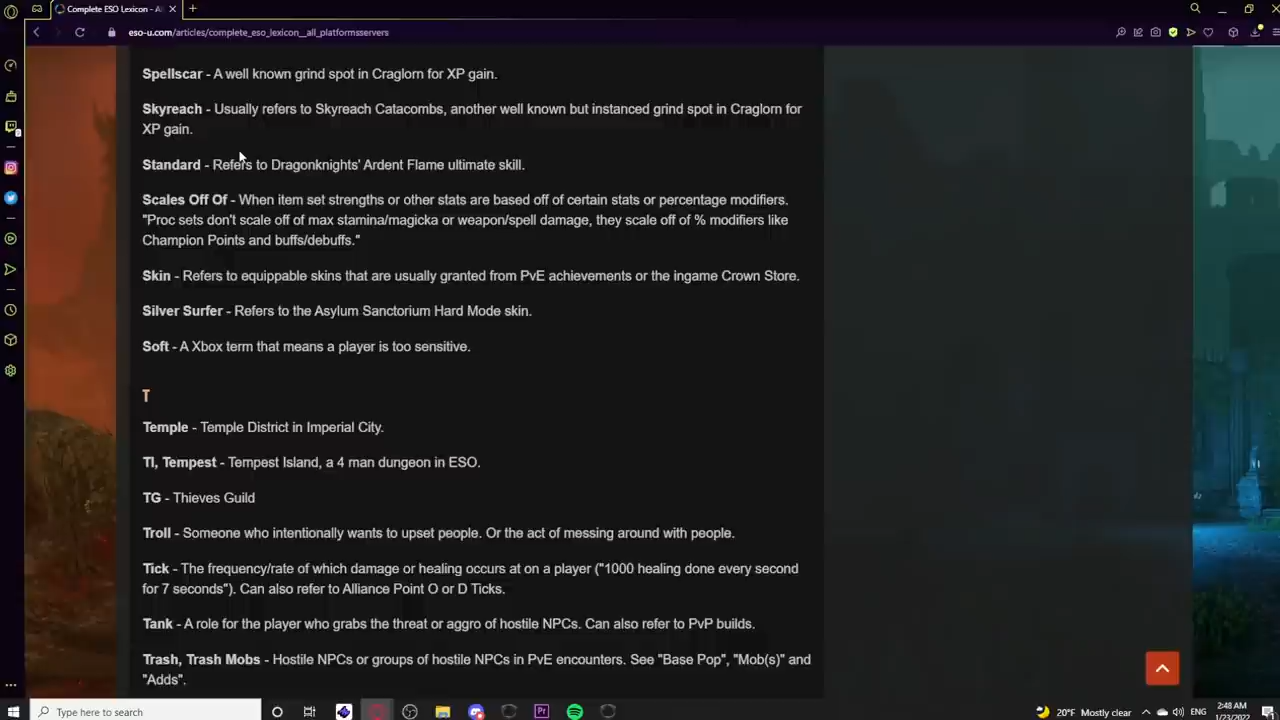 Complete ESO Lexicon -
eso-u.com/articles/complete_eso_lexicon__all_platformsservers
Spellscar - A well known grind spot in Craglorn for XP gain.
Skyreach - Usually refers to Skyreach Catacombs, another well known but instanced grind spot in Craglorn for
XP gain.
Standard - Refers to Dragonknights' Ardent Flame ultimate skill.
Scales Off Of - When item set strengths or other stats are based off of certain stats or percentage modifiers.
"Proc sets don't scale off of max stamina/magicka or weapon/spell damage, they scale off of % modifiers like
Champion Points and buffs/debuffs."
Skin - Refers to equippable skins that are usually granted from PvE achievements or the ingame Crown Store.
Silver Surfer - Refers to the Asylum Sanctorium Hard Mode skin.
Soft - A Xbox term that means a player is too sensitive.
T
Temple - Temple District in Imperial City.
TI, Tempest - Tempest Island, a 4 man dungeon in ESO.
TG - Thieves Guild
Troll - Someone who intentionally wants to upset people. Or the act of messing around with people.
Tick - The frequency/rate of which damage or healing occurs at on a player ("1000 healing done every second
for 7 seconds"). Can also refer to Alliance Point O or D Ticks.
Tank - A role for the player who grabs the threat or aggro of hostile NPCs. Can also refer to PvP builds.
Trash, Trash Mobs - Hostile NPCs or groups of hostile NPCs in PvE encounters. See "Base Pop", "Mob(s)" and
"Adds".
Type here to search
Pr
20°F Mostly clear
ENG
2:48 AM
1/23/2022